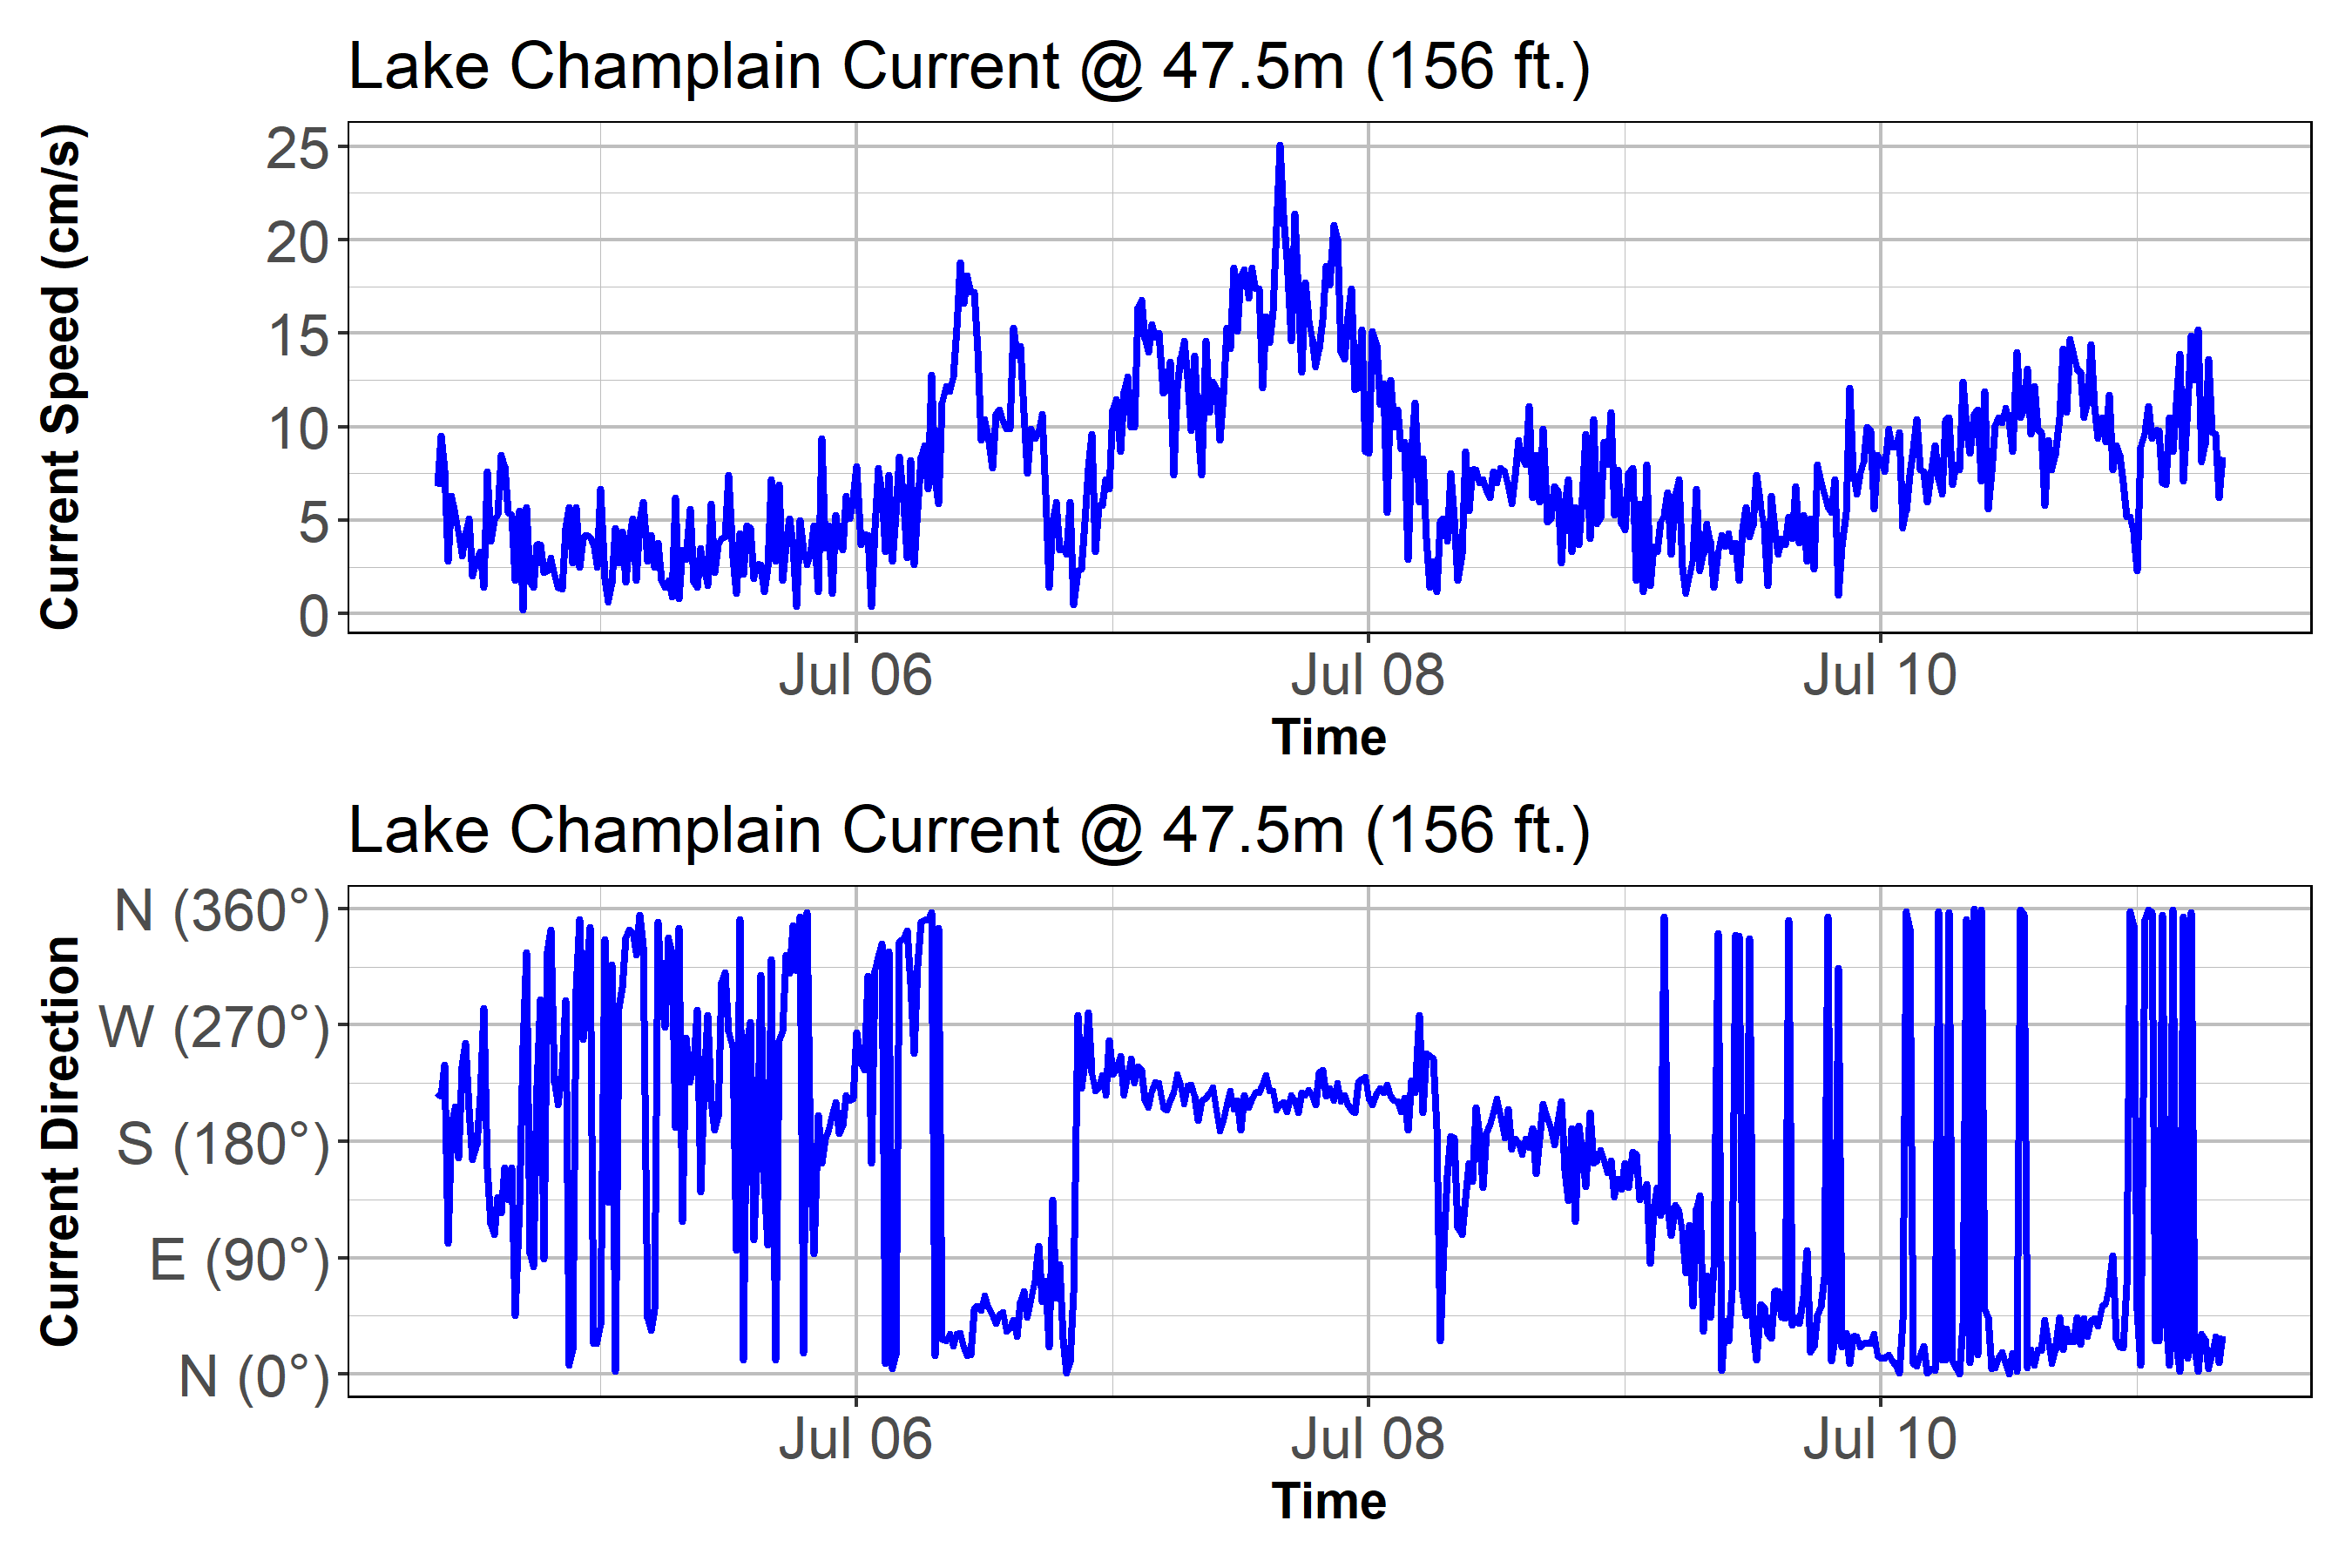 Lake Champlain Current @ 47.5m (156 ft.)
Current Speed (cm/s)
25
20
15
10
5
0
Jul 06 Jul 08 Jul 10
Time
Lake Champlain Current @ 47.5m (156 ft.)
Current Direction
N (360°)
W (270°)
S (180°)
E (90°)
N (0°)
Jul 06 Jul 08 Jul 10
Time